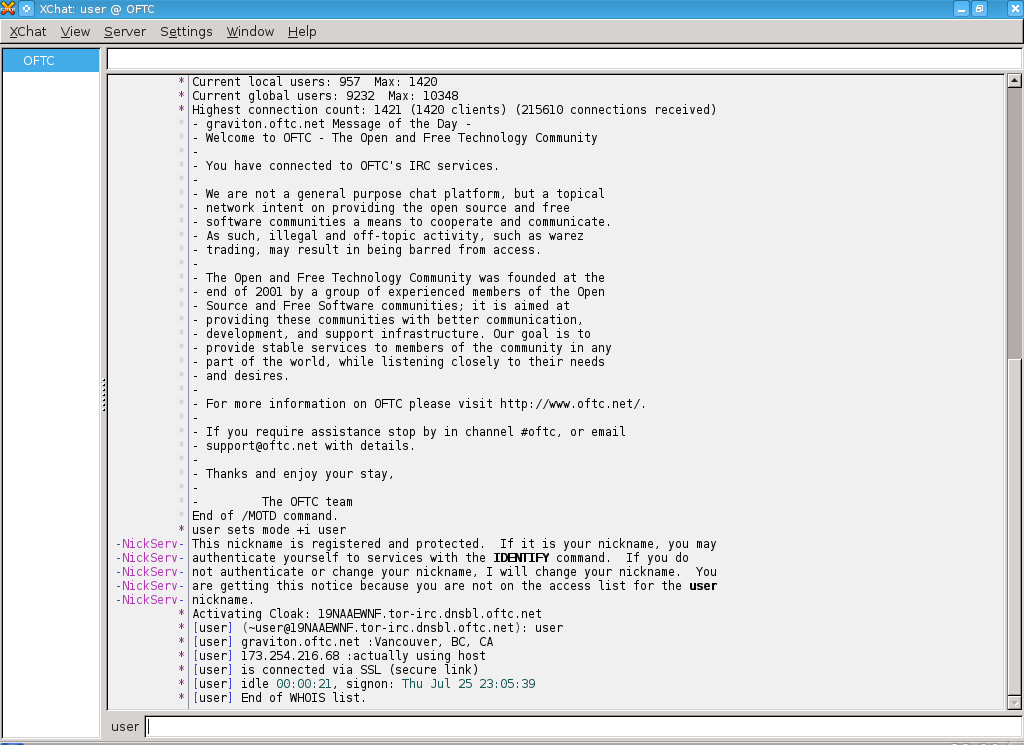 XChat: user @ OFTC
XChat View Server Settings Window Help
OFTC
* Current local users: 957  Max: 1420
* Current global users: 9232  Max: 10348
* Highest connection count: 1421 (1420 clients) (215610 connections received)
* - graviton.oftc.net Message of the Day -
* - Welcome to OFTC - The Open and Free Technology Community
* -
* - You have connected to OFTC's IRC services.
* -
* - We are not a general purpose chat platform, but a topical
* - network intent on providing the open source and free
* - software communities a means to cooperate and communicate.
* - As such, illegal and off-topic activity, such as warez
* - trading, may result in being barred from access.
* -
* - The Open and Free Technology Community was founded at the
* - end of 2001 by a group of experienced members of the Open
* - Source and Free Software communities; it is aimed at
* - providing these communities with better communication,
* - development, and support infrastructure. Our goal is to
* - provide stable services to members of the community in any
* - part of the world, while listening closely to their needs
* - and desires.
* -
* - For more information on OFTC please visit http://www.oftc.net/.
* -
* - If you require assistance stop by in channel #oftc, or email
* - support@oftc.net with details.
* -
* - Thanks and enjoy your stay,
* -
* -         The OFTC team
* End of /MOTD command.
* user sets mode +i user
-NickServ- This nickname is registered and protected.  If it is your nickname, you may
-NickServ- authenticate yourself to services with the IDENTIFY command.  If you do
-NickServ- not authenticate or change your nickname, I will change your nickname.  You
-NickServ- are getting this notice because you are not on the access list for the user
-NickServ- nickname.
* Activating Cloak: 19NAAEWNF.tor-irc.dnsbl.oftc.net
* [user] (~user@19NAAEWNF.tor-irc.dnsbl.oftc.net): user
* [user] graviton.oftc.net :Vancouver, BC, CA
* [user] 173.254.216.68 :actually using host
* [user] is connected via SSL (secure link)
* [user] idle 00:00:21, signon: Thu Jul 25 23:05:39
* [user] End of WHOIS list.
user